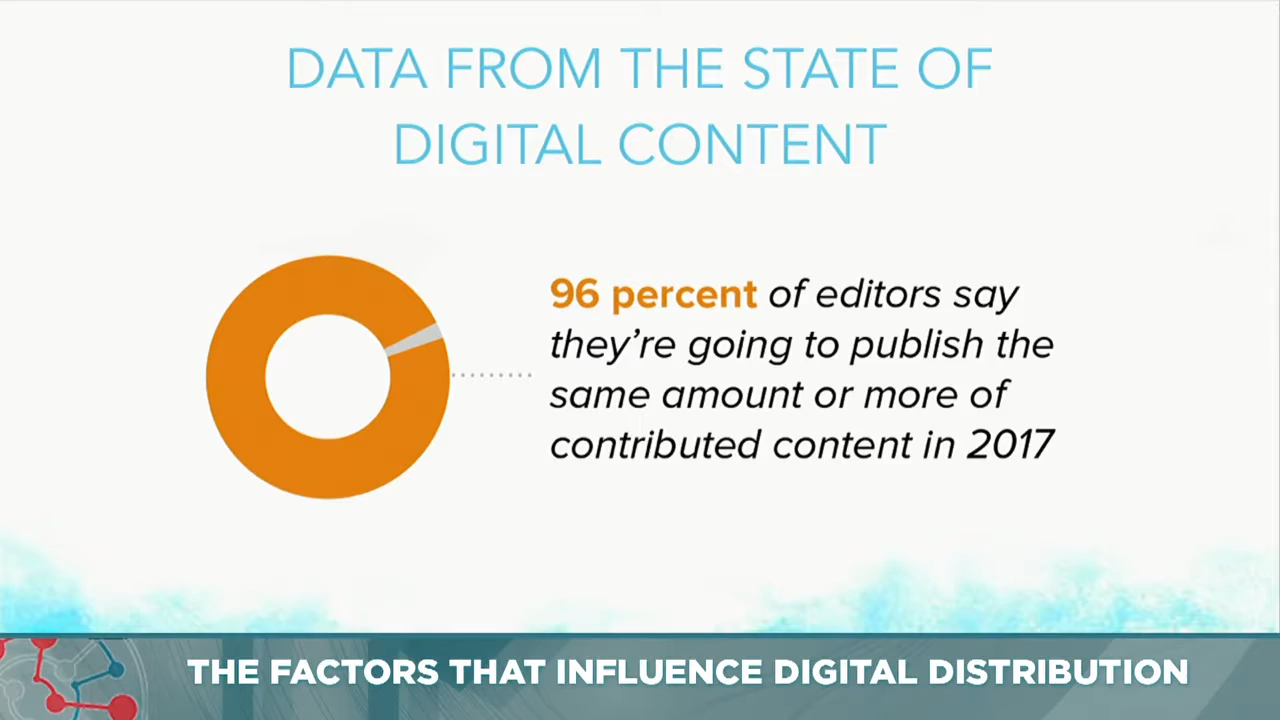 DATA FROM THE STATE OF
DIGITAL CONTENT
96 percent of editors say
they're going to publish the
same amount or more of
contributed content in 2017
THE FACTORS THAT INFLUENCE DIGITAL DISTRIBUTION